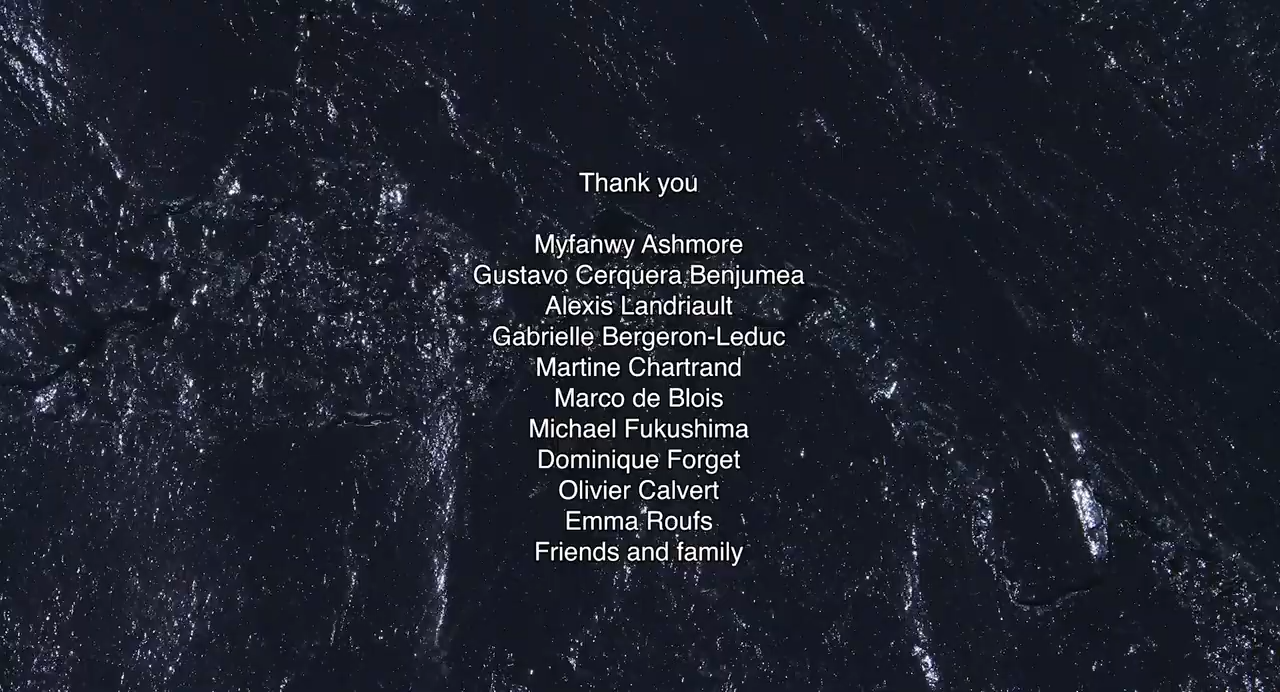 Thank you
Myfanwy Ashmore
Gustavo Cerquera Benjumea
Alexis Landriault
Gabrielle Bergeron-Leduc
Martine Chartrand
Marco de Blois
Michael Fukushima
Dominique Forget
Olivier Calvert
Emma Roufs
Friends and family